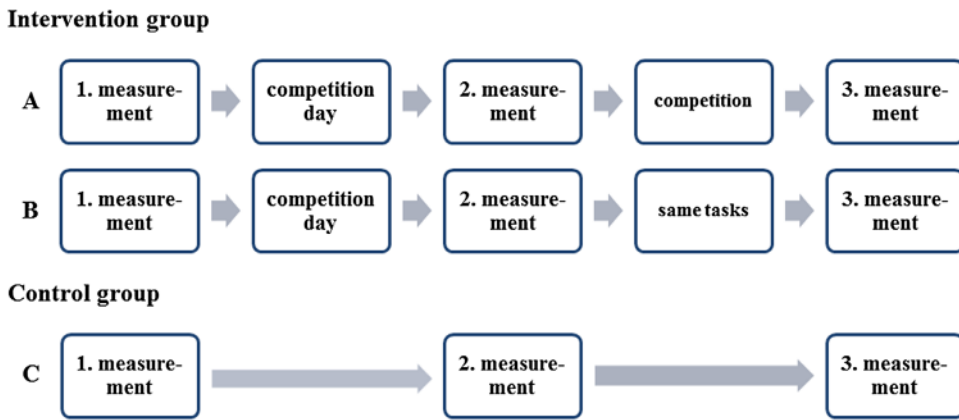 Intervention group
A
1. measure-
ment
competition
day
2. measure-
ment
competition
3. measure-
ment
B
1. measure-
ment
competition
day
2. measure-
ment
same tasks
3. measure-
ment
Control group
C
1. measure-
ment
2. measure-
ment
3. measure-
ment